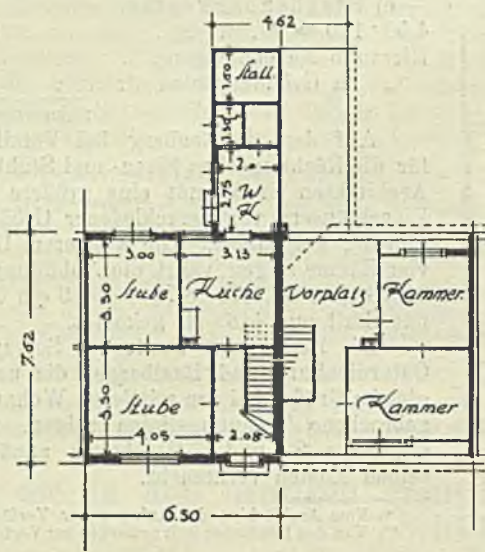 4.62
Stall
1.60
1.50
2.
2.75
W
K
3.00
3.13
Stube
Küche
Vorplatz
Kammer.
3.30
7.62
3.30
Stube
Kammer
4.05
2.08
6.30